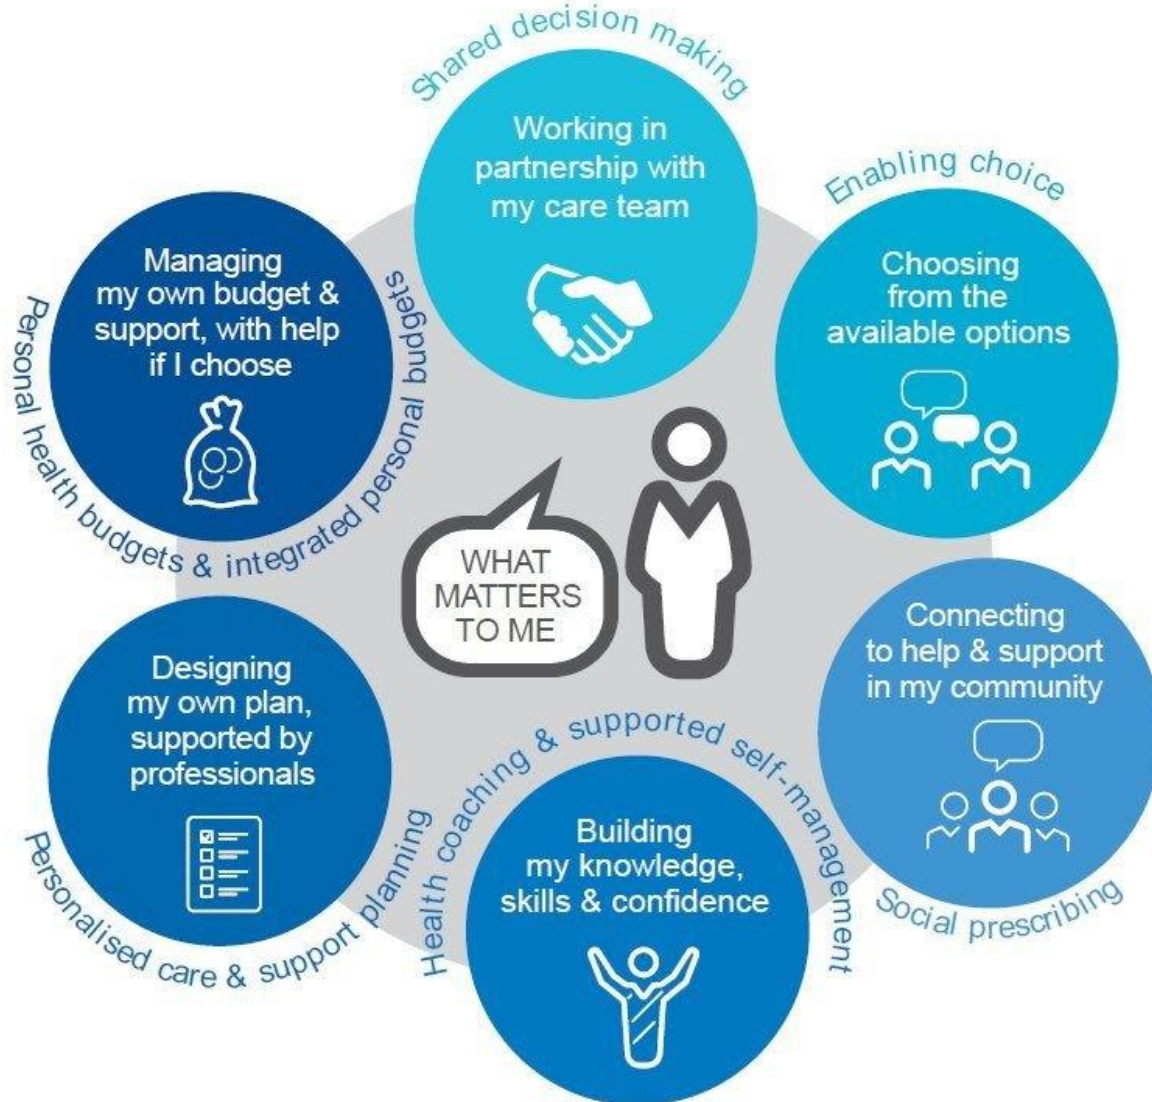 Shared decision making
Working in
partnership with
my care team
Enabling choice
Choosing
from the
available options
Connecting
to help & support
in my community
Social prescribing
Health coaching & supported self-management
Building
my knowledge,
skills & confidence
Designing
my own plan,
supported by
professionals
Personalised care & support planning
Managing
my own budget &
support, with help
if I choose
Personal health budgets & integrated personal budgets
WHAT
MATTERS
TO ME